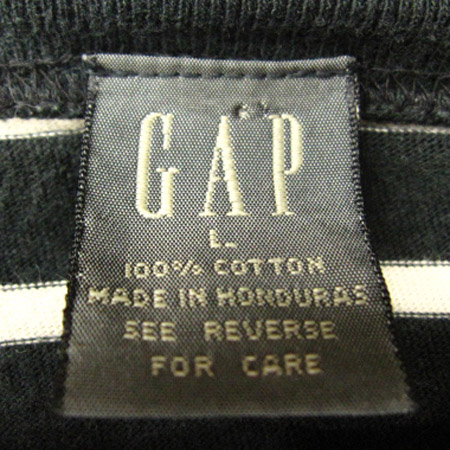 GAP
L
100% COTTON
MADE IN HONDURAS
SEE REVERSE
FOR CARE